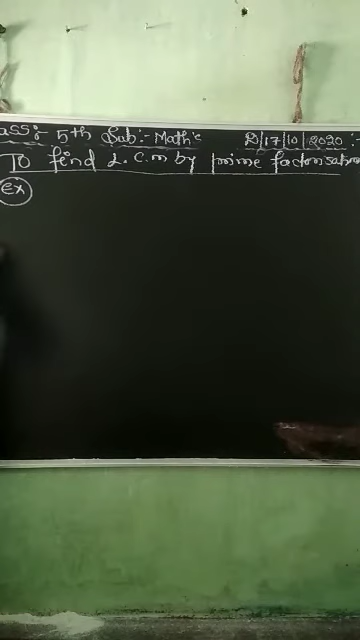 ass:- 5th Sub:- Math's D/17/10/2020:-
To find L.C.m by prime factorisation
Ex